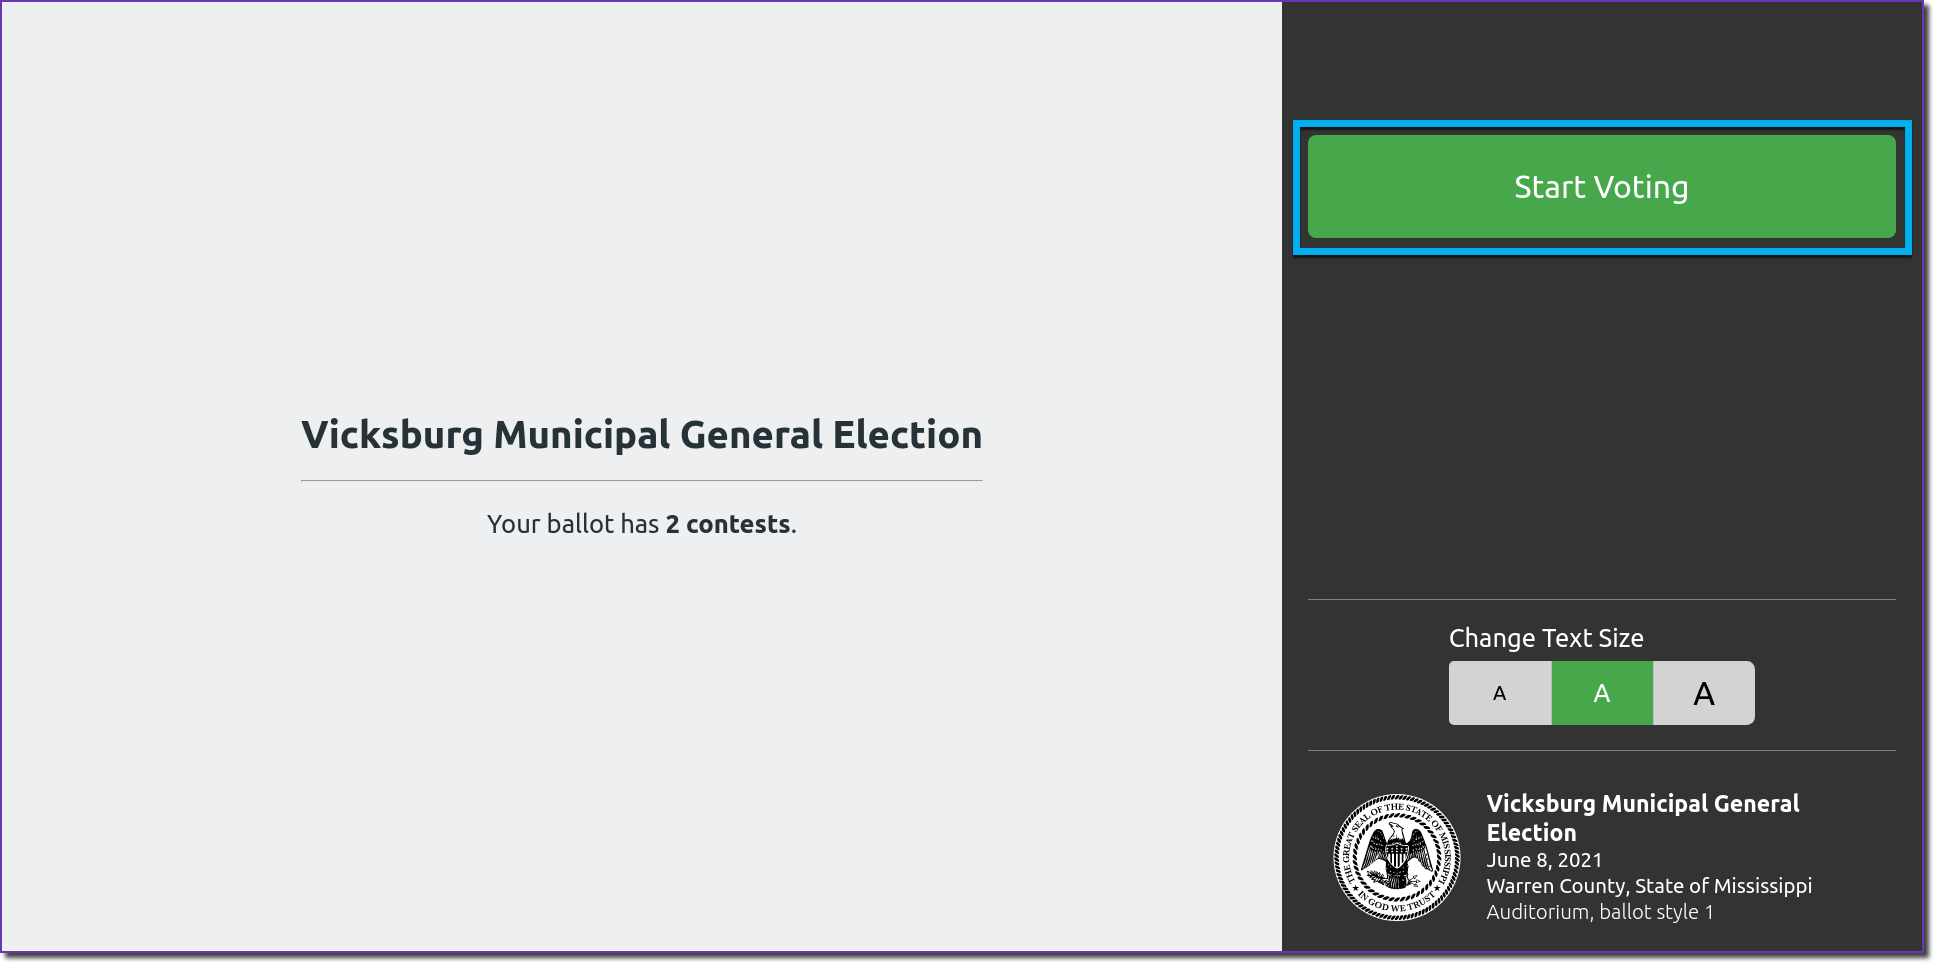 Vicksburg Municipal General Election
Your ballot has 2 contests.
Start Voting
Change Text Size
A A A
THE GREAT SEAL OF THE STATE OF MISSISSIPPI
★ IN GOD WE TRUST ★
Vicksburg Municipal General
Election
June 8, 2021
Warren County, State of Mississippi
Auditorium, ballot style 1